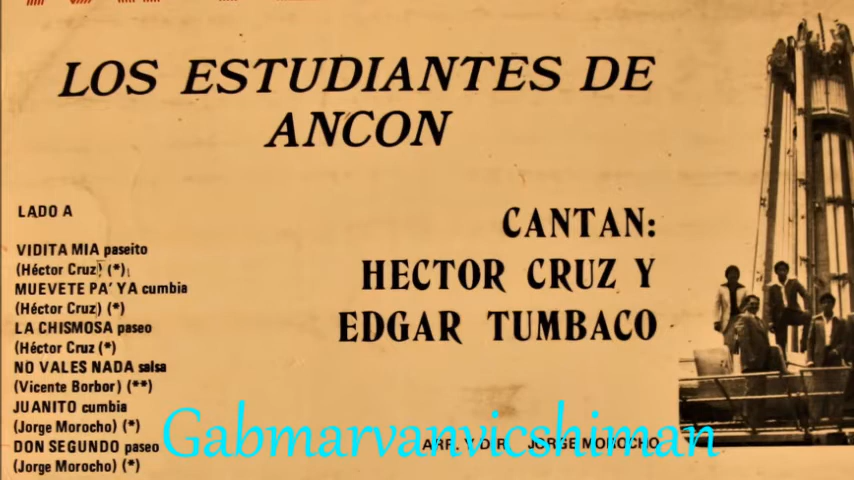 LOS ESTUDIANTES DE
ANCON
LADO A
VIDITA MIA paseito
(Héctor Cruz) (*)
MUEVETE PA' YA cumbia
(Héctor Cruz) (*)
LA CHISMOSA paseo
(Héctor Cruz (*)
NO VALES NADA salsa
(Vicente Borbor) (**)
JUANITO cumbia
(Jorge Morocho) (*)
DON SEGUNDO paseo
(Jorge Morocho) (*)
CANTAN:
HECTOR CRUZ Y
EDGAR TUMBACO
ARR. Y DIR. JORGE MOROCHO
Gabmarvanvicshiman